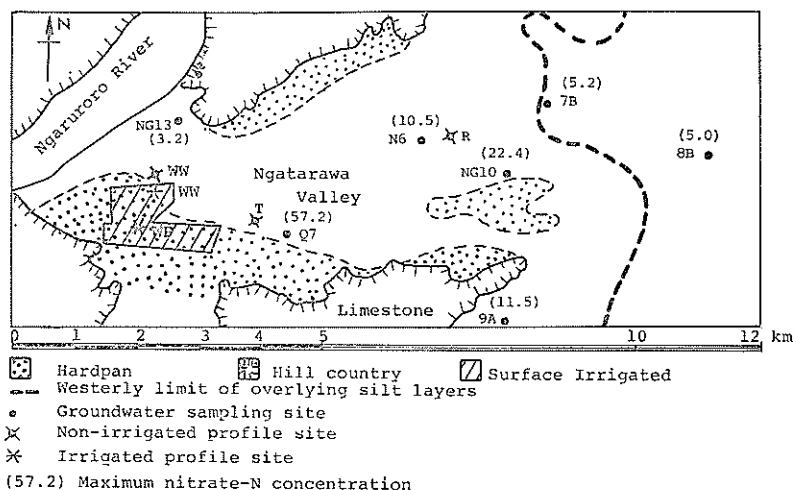 N
Ngaruroro River
NG13
(3.2)
(10.5)
N6
R
(5.2)
7B
(5.0)
8B
(22.4)
NG10
WW
WW
Ngatarawa
Valley
T
(57.2)
Q7
Limestone
(11.5)
9A
0 1 2 3 4 5 10 12 km
Hardpan Hill country Surface Irrigated
Westerly limit of overlying silt layers
Groundwater sampling site
Non-irrigated profile site
Irrigated profile site
(57.2) Maximum nitrate-N concentration